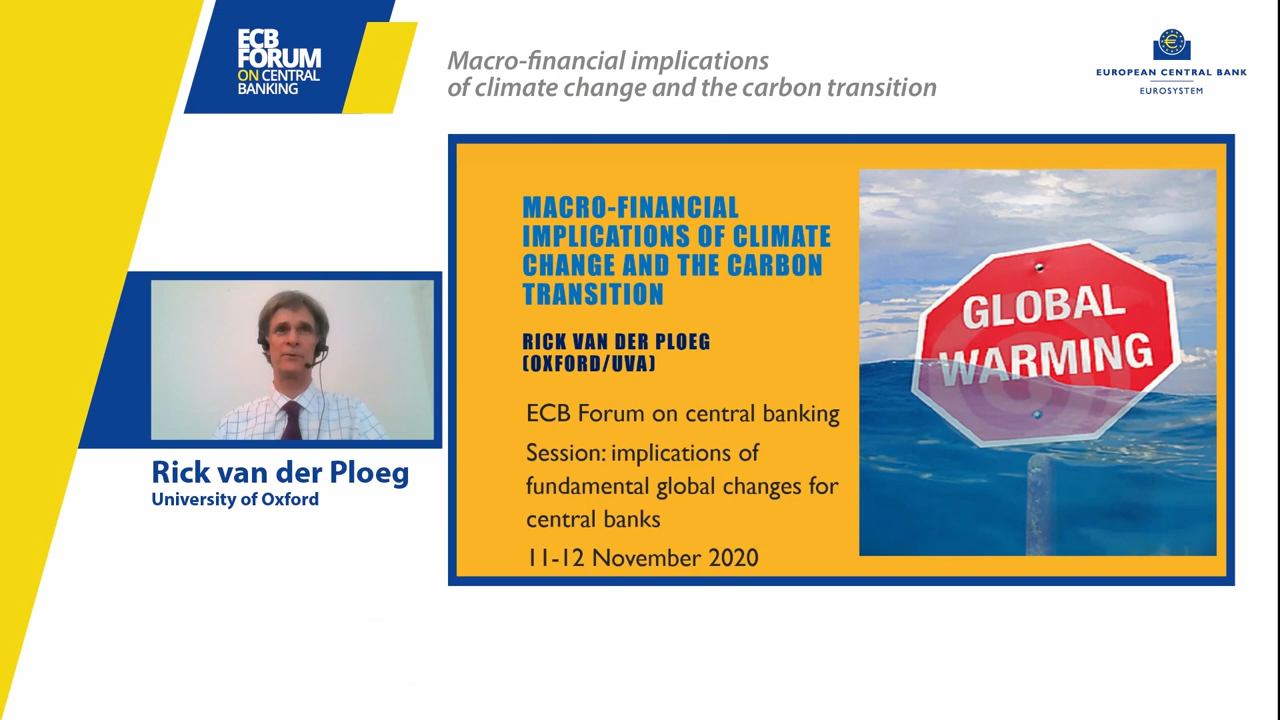 ECB
FORUM
ON CENTRAL
BANKING
Macro-financial implications
of climate change and the carbon transition
EUROPEAN CENTRAL BANK
EUROSYSTEM
MACRO-FINANCIAL
IMPLICATIONS OF CLIMATE
CHANGE AND THE CARBON
TRANSITION
RICK VAN DER PLOEG
(OXFORD/UVA)
ECB Forum on central banking
Session: implications of
fundamental global changes for
central banks
11-12 November 2020
GLOBAL
WARMING
Rick van der Ploeg
University of Oxford